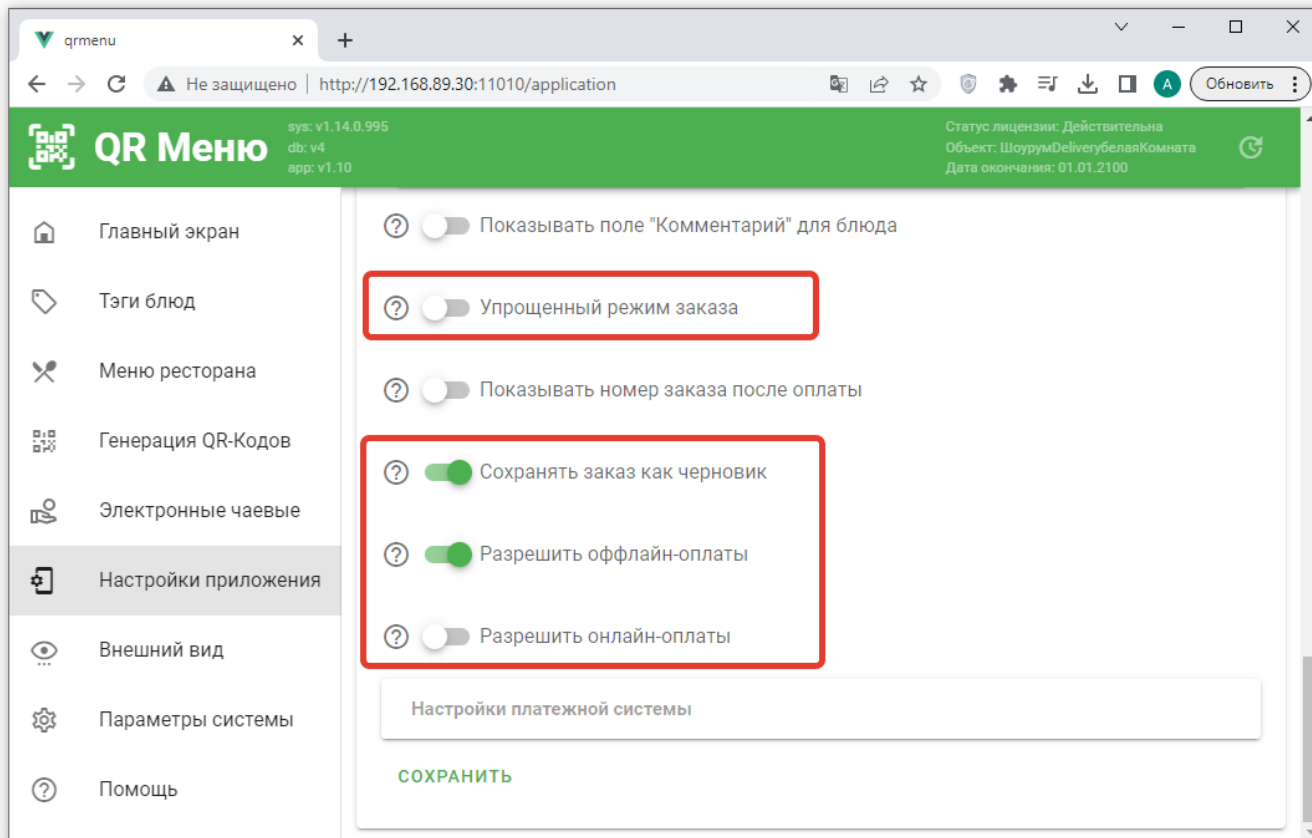 qrmenu
Не защищено
http://192.168.89.30:11010/application
A
Обновить
QR Меню
sys: v1.14.0.995
db: v4
app: v1.10
Статус лицензии: Действительна
Объект: ШоурумDeliveryбелаяКомната
Дата окончания: 01.01.2100
Главный экран
Тэги блюд
Меню ресторана
Генерация QR-Кодов
Электронные чаевые
Настройки приложения
Внешний вид
Параметры системы
Помощь
Показывать поле "Комментарий" для блюда
Упрощенный режим заказа
Показывать номер заказа после оплаты
Сохранять заказ как черновик
Разрешить оффлайн-оплаты
Разрешить онлайн-оплаты
Настройки платежной системы
СОХРАНИТЬ